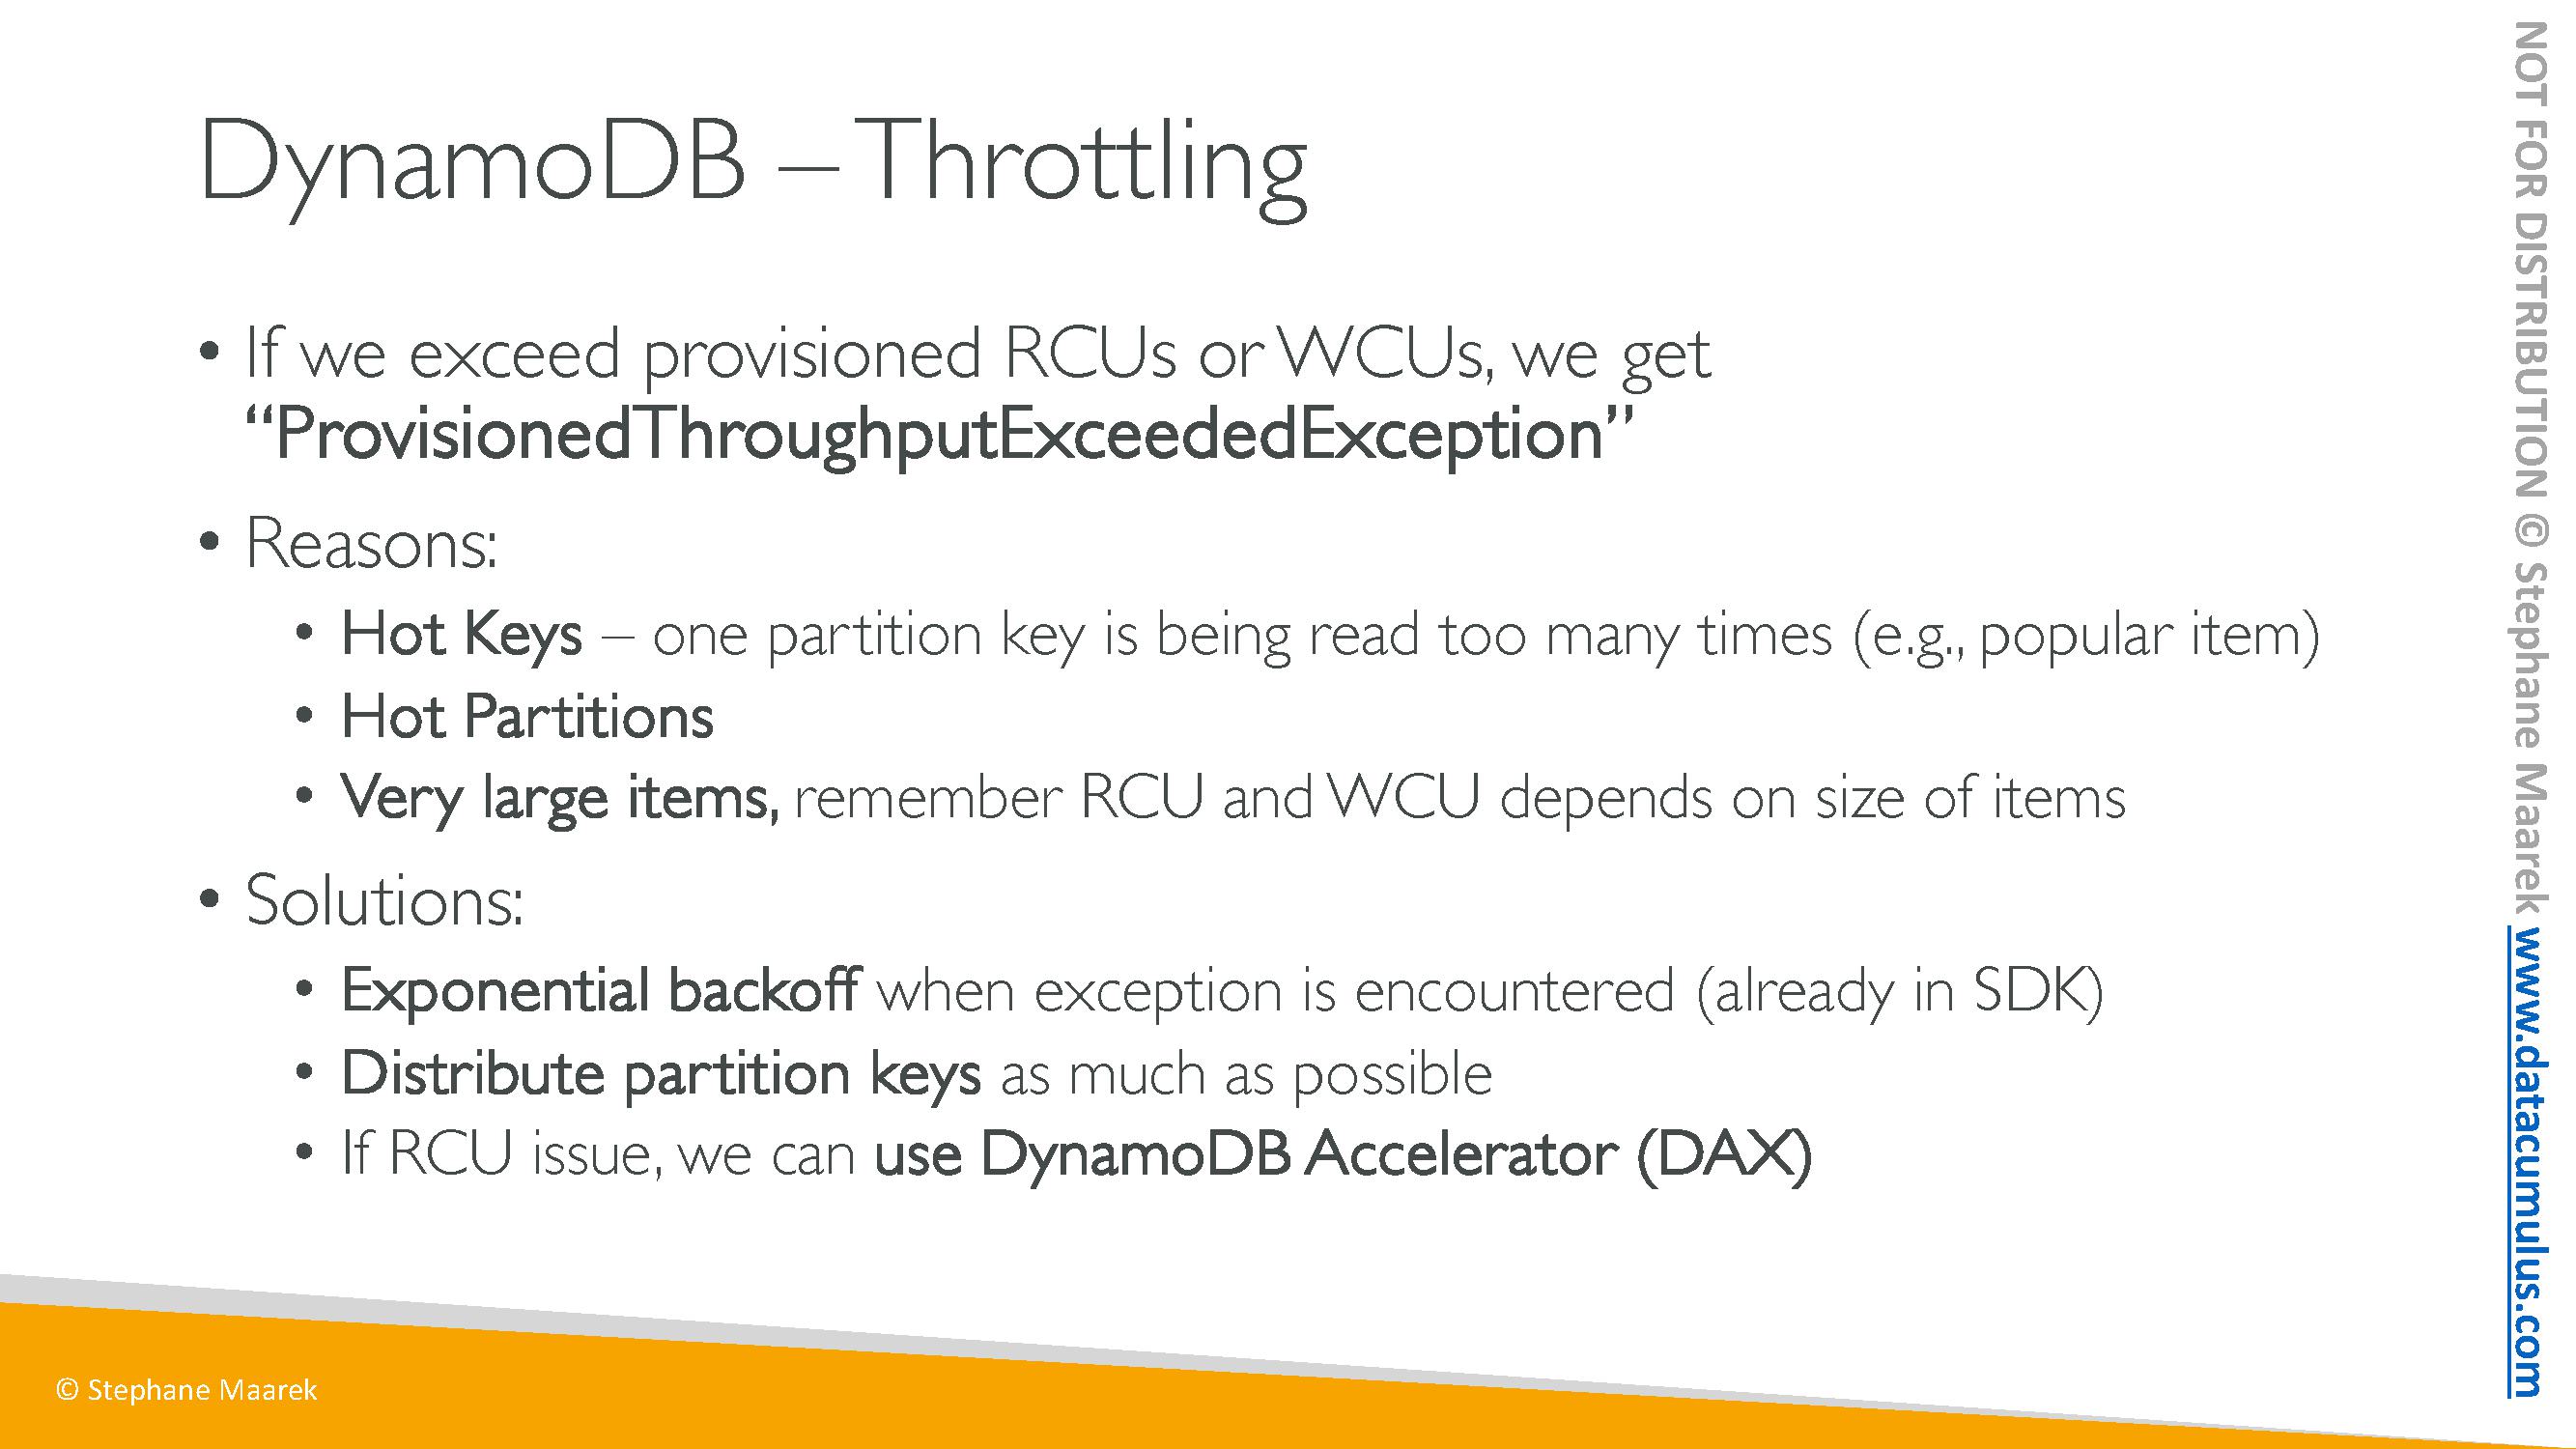 DynamoDB – Throttling
• If we exceed provisioned RCUs or WCUs, we get
“ProvisionedThroughputExceededException”
• Reasons:
• Hot Keys – one partition key is being read too many times (e.g., popular item)
• Hot Partitions
• Very large items, remember RCU and WCU depends on size of items
• Solutions:
• Exponential backoff when exception is encountered (already in SDK)
• Distribute partition keys as much as possible
• If RCU issue, we can use DynamoDB Accelerator (DAX)
© Stephane Maarek
NOT FOR DISTRIBUTION © Stephane Maarek www.datacumulus.com